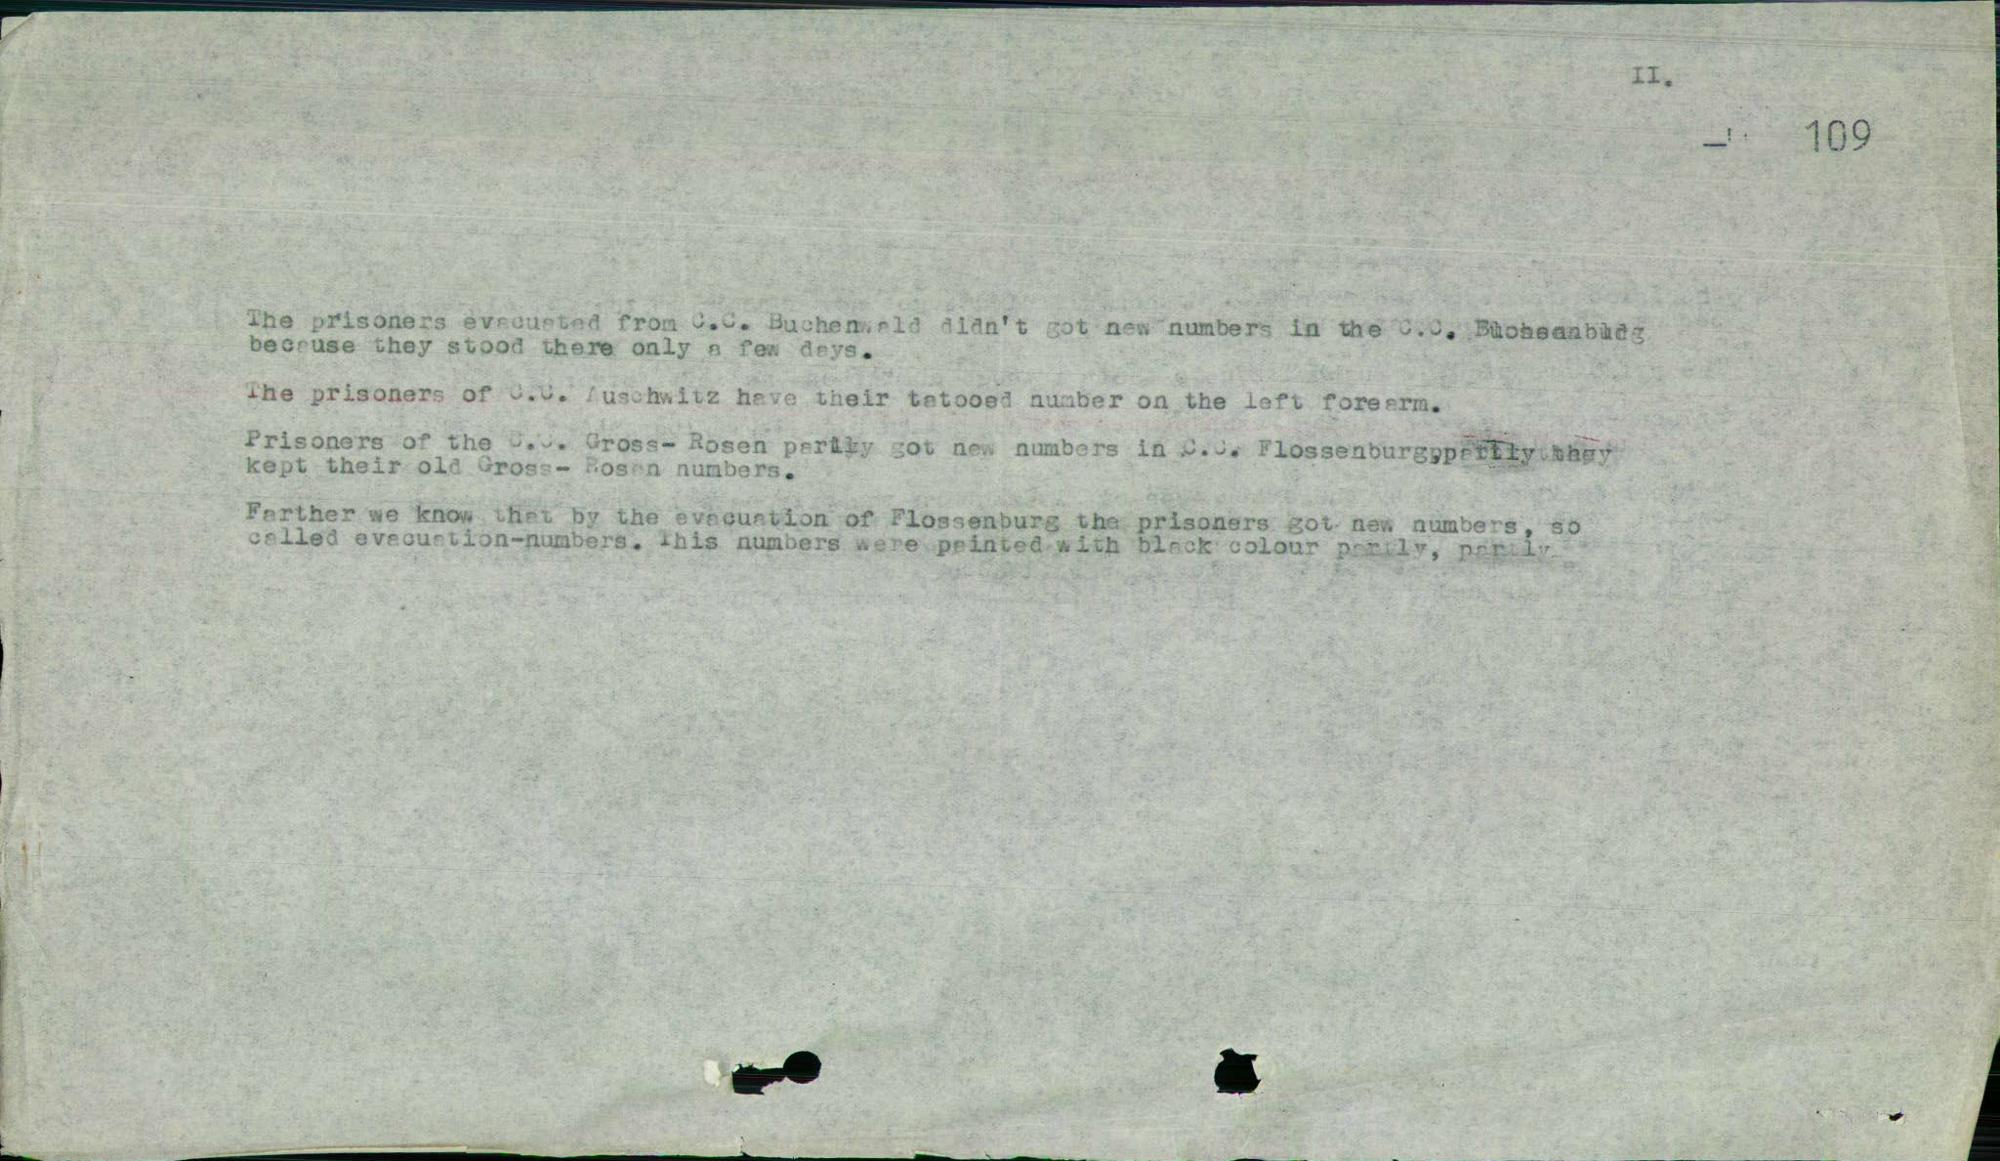 II.
109
The prisoners evacuated from C.C. Buchenwald didn't got new numbers in the C.C.
because they stood there only a few days.
The prisoners of C.C. Auschwitz have their tatooed number on the left forearm.
Prisoners of the C.C. Gross- Rosen partly got new numbers in C.C. Flossenburg,partly they
kept their old Gross- Rosen numbers.
Farther we know that by the evacuation of Flossenburg the prisoners got new numbers, so
called evacuation-numbers. This numbers were painted with black colour partly, partly